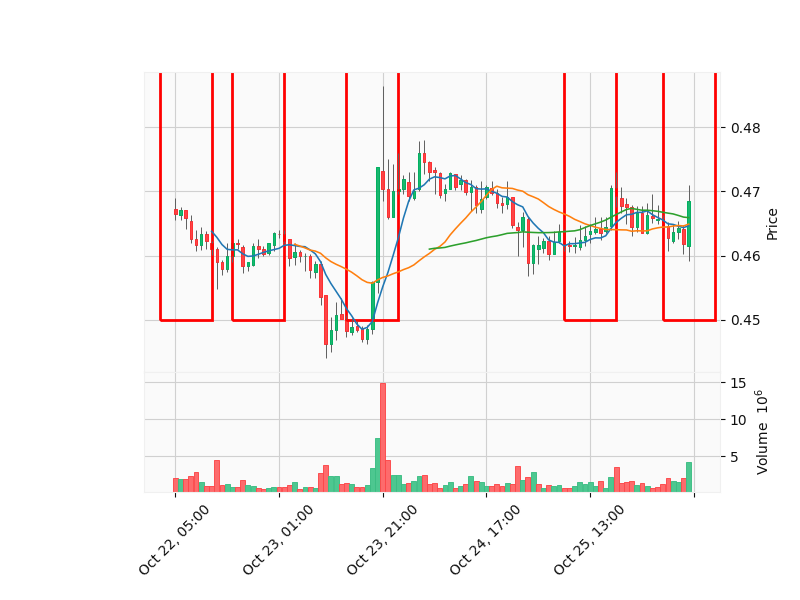 0.48
0.47
0.46
0.45
Price
15
10
5
Volume 10^6
Oct 22, 05:00
Oct 23, 01:00
Oct 23, 21:00
Oct 24, 17:00
Oct 25, 13:00